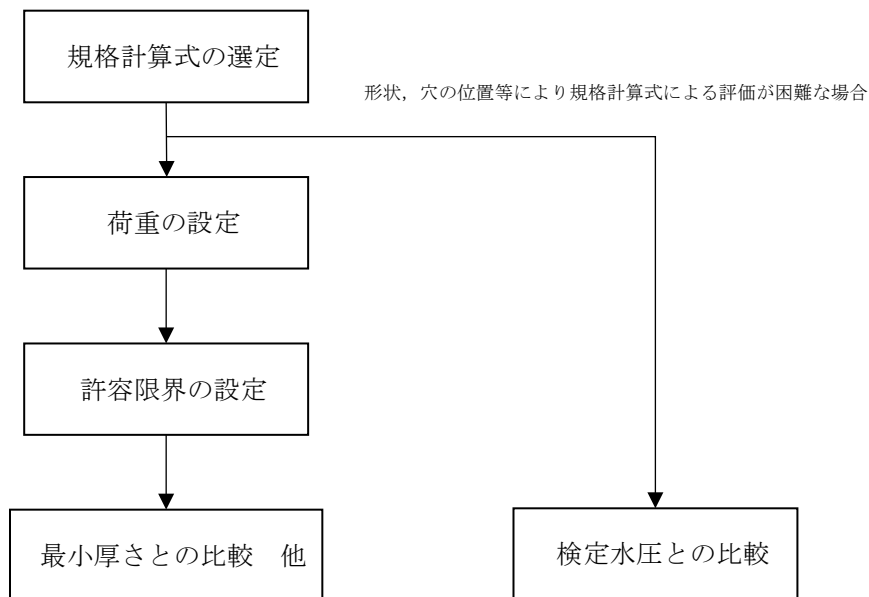 規格計算式の選定
形状，穴の位置等により規格計算式による評価が困難な場合
荷重の設定
許容限界の設定
最小厚さとの比較　他
検定水圧との比較